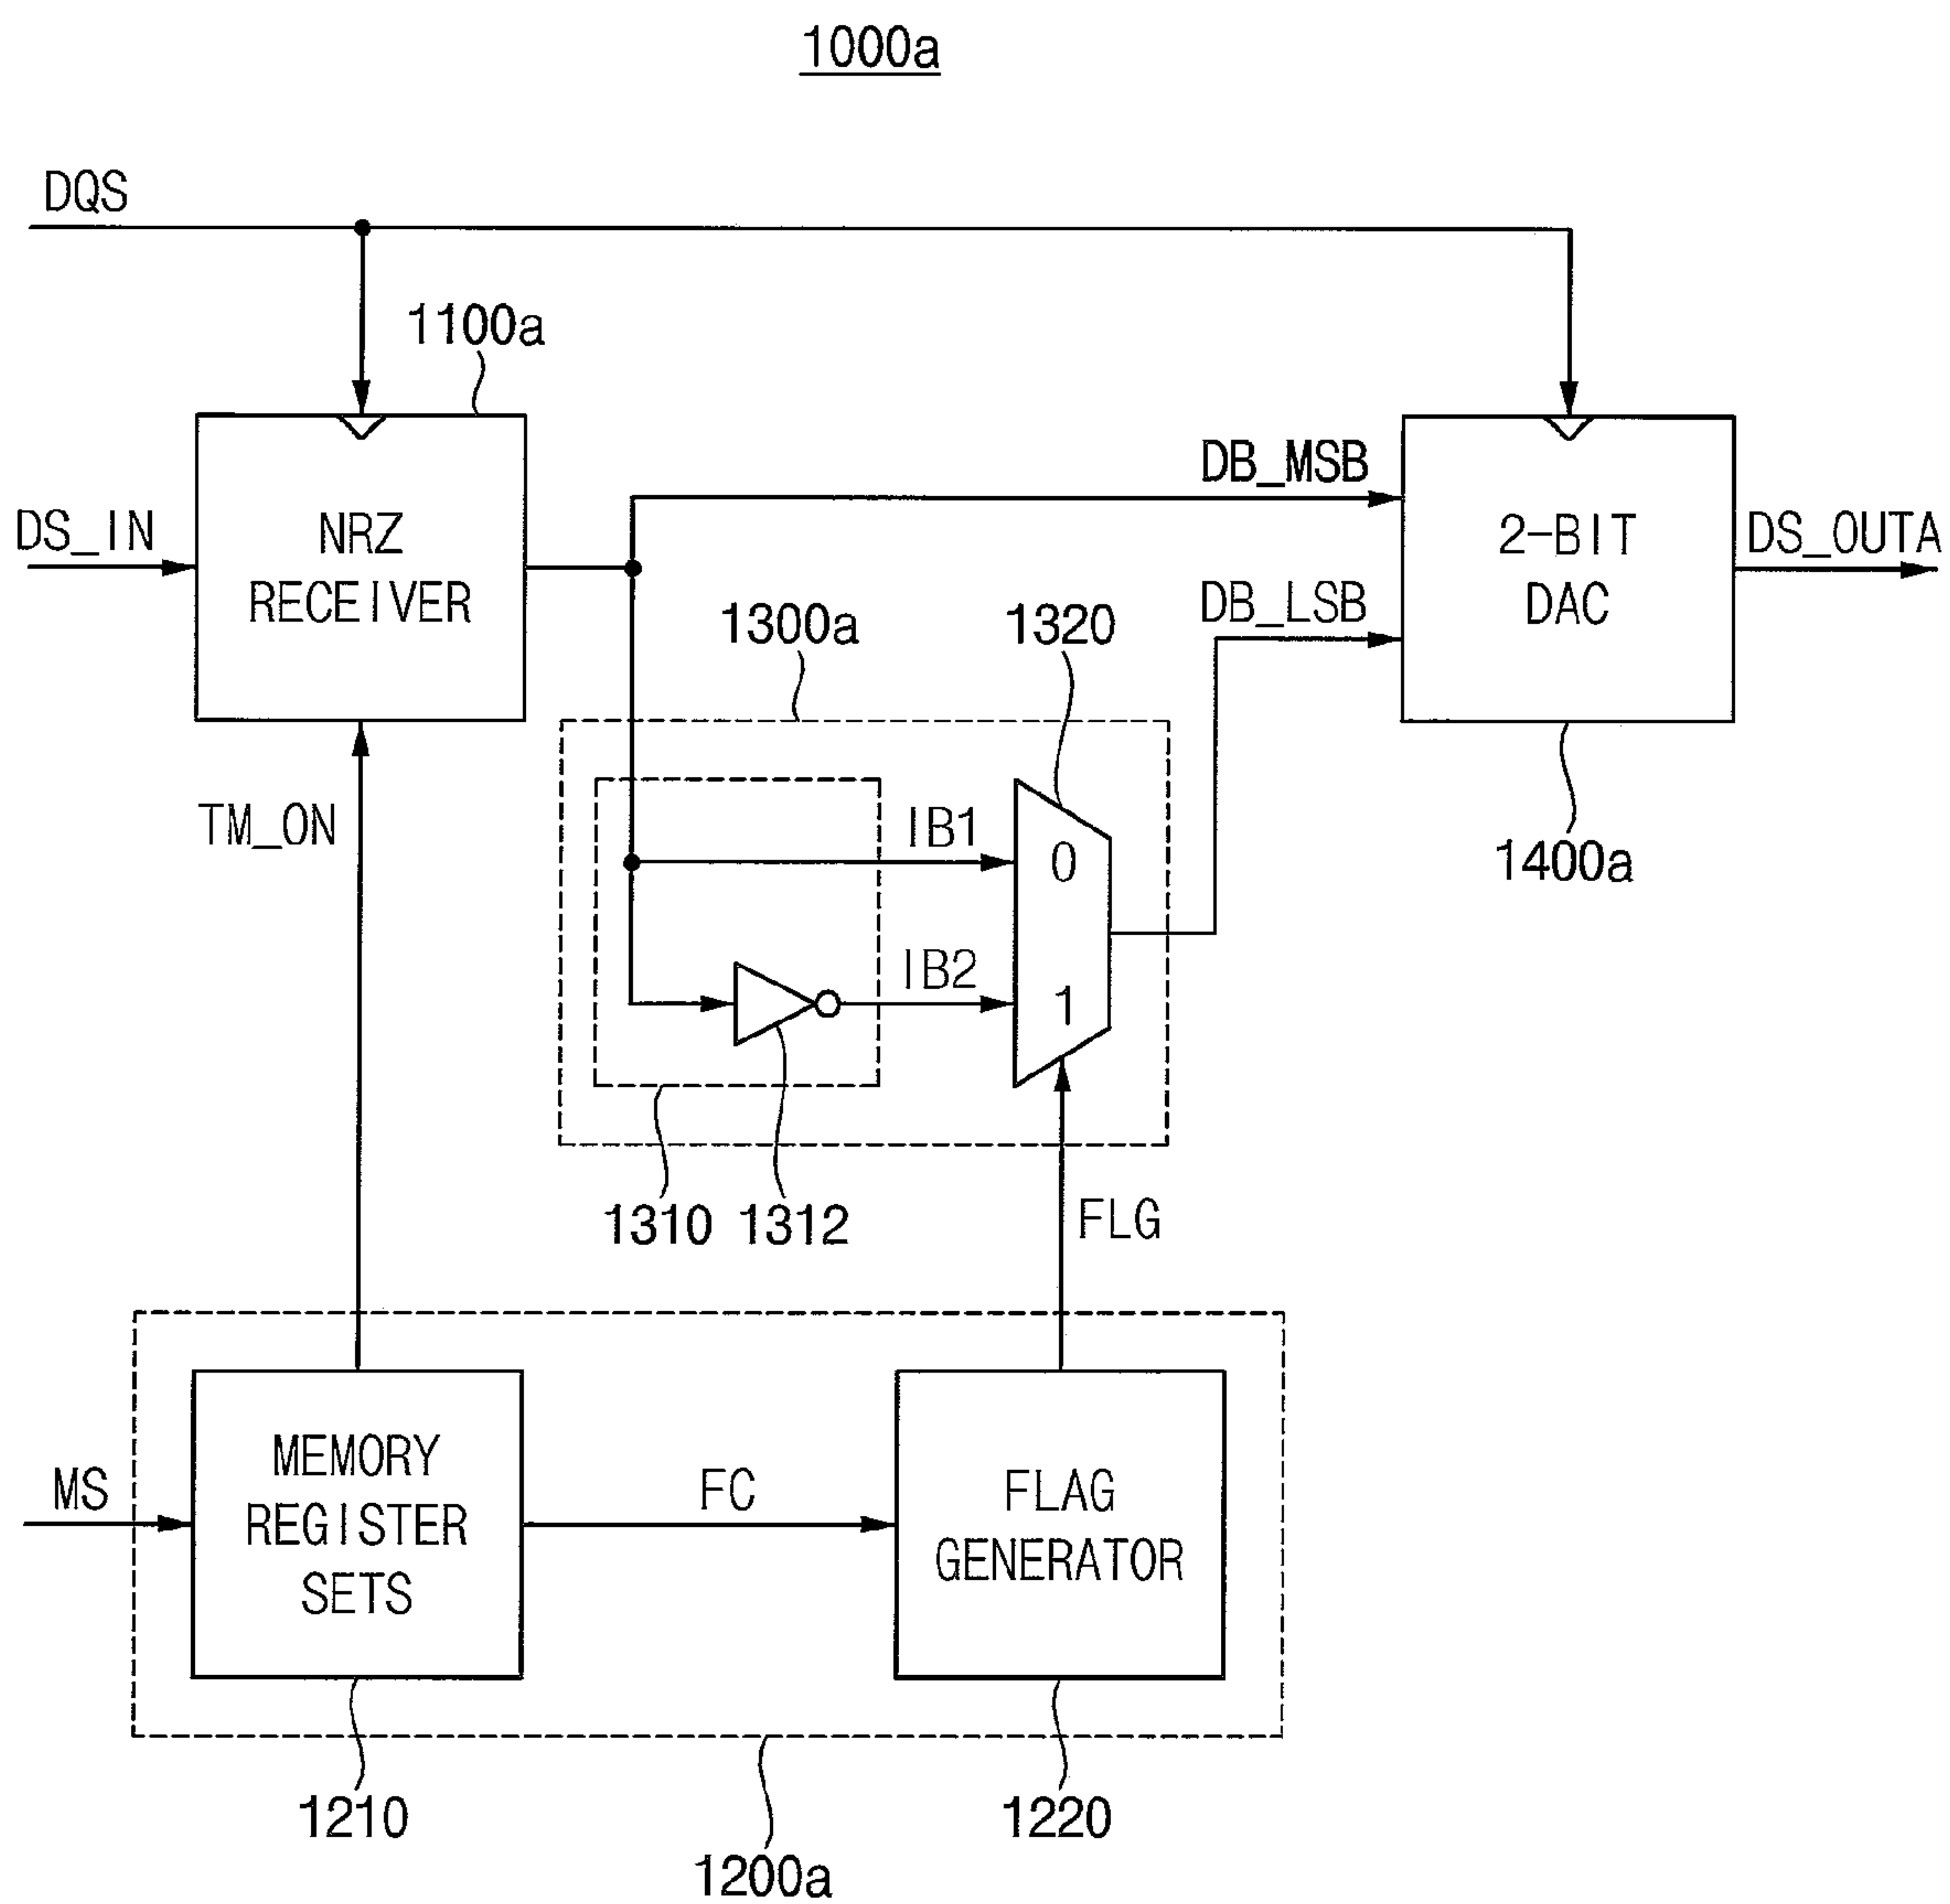 1000a
DQS
1100a
DB_MSB
DS_IN
NRZ
RECEIVER
2-BIT
DAC
DS_OUTA
DB_LSB
1300a
1320
TM_ON
IB1
0
1400a
IB2
1
1310
1312
FLG
MS
MEMORY
REGISTER
SETS
FC
FLAG
GENERATOR
1210
1220
1200a